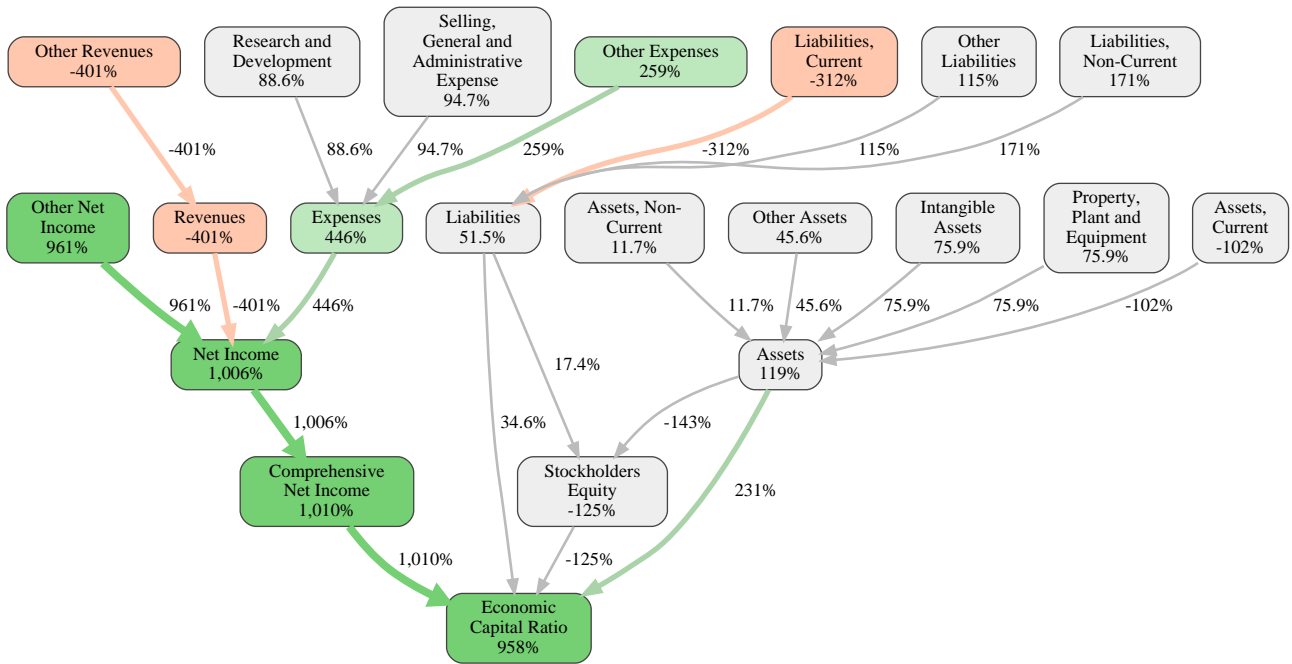 Other Revenues
-401%
Research and
Development
88.6%
Selling,
General and
Administrative
Expense
94.7%
Other Expenses
259%
Liabilities,
Current
-312%
Other
Liabilities
115%
Liabilities,
Non-Current
171%
-401%
88.6%
94.7%
259%
-312%
115%
171%
Other Net
Income
961%
Revenues
-401%
Expenses
446%
Liabilities
51.5%
Assets, Non-
Current
11.7%
Other Assets
45.6%
Intangible
Assets
75.9%
Property,
Plant and
Equipment
75.9%
Assets,
Current
-102%
961%
-401%
446%
11.7%
45.6%
75.9%
75.9%
-102%
Net Income
1,006%
17.4%
Assets
119%
1,006%
34.6%
-143%
Comprehensive
Net Income
1,010%
Stockholders
Equity
-125%
231%
1,010%
-125%
Economic
Capital Ratio
958%